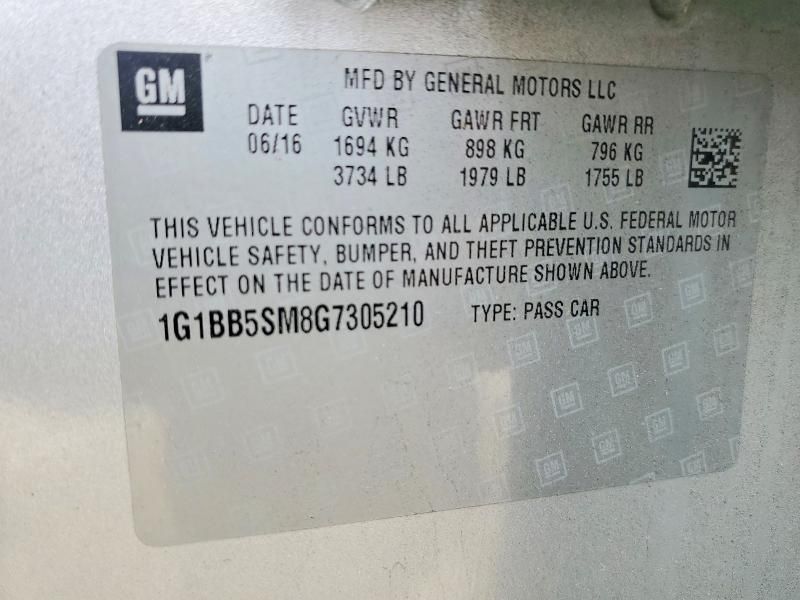 GM
MFD BY GENERAL MOTORS LLC
DATE GVWR GAWR FRT GAWR RR
06/16 1694 KG 898 KG 796 KG
3734 LB 1979 LB 1755 LB
THIS VEHICLE CONFORMS TO ALL APPLICABLE U.S. FEDERAL MOTOR
VEHICLE SAFETY, BUMPER, AND THEFT PREVENTION STANDARDS IN
EFFECT ON THE DATE OF MANUFACTURE SHOWN ABOVE.
1G1BB5SM8G7305210 TYPE: PASS CAR